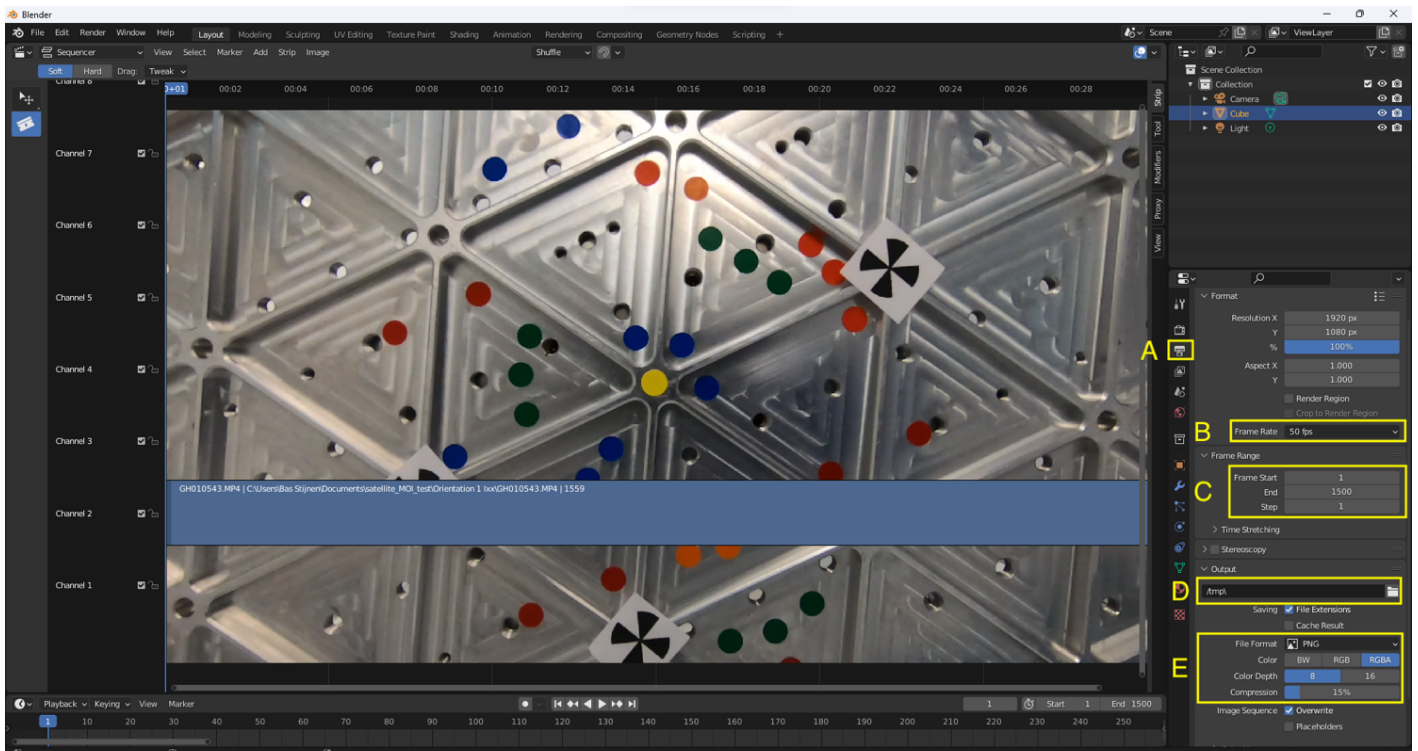 Blender
File Edit Render Window Help Layout Modeling Sculpting UV Editing Texture Paint Shading Animation Rendering Compositing Geometry Nodes Scripting + Scene ViewLayer
Sequencer View Select Marker Add Strip Image Shuffle
Soft Hard Drag: Tweak
Scene Collection
Collection
Camera
Cube
Light
0+01 00:02 00:04 00:06 00:08 00:10 00:12 00:14 00:16 00:18 00:20 00:22 00:24 00:26 00:28
Channel 8
Channel 7
Channel 6
Channel 5
Channel 4
Channel 3
Channel 2
Channel 1
GH010543.MP4 | C:\Users\Bas Stijnen\Documents\satellite_MOI_test\Orientation 1 Ixx\GH010543.MP4 | 1559
Strip
Tool
Modifiers
Proxy
View
Format
Resolution X 1920 px
Y 1080 px
% 100%
Aspect X 1.000
Y 1.000
Render Region
Crop to Render Region
Frame Rate 50 fps
Frame Range
Frame Start 1
End 1500
Step 1
Time Stretching
Stereoscopy
Output
/tmp\
Saving File Extensions
Cache Result
File Format PNG
Color BW RGB RGBA
Color Depth 8 16
Compression 15%
Image Sequence Overwrite
Placeholders
A
B
C
D
E
Playback Keying View Marker 1 Start 1 End 1500
1 10 20 30 40 50 60 70 80 90 100 110 120 130 140 150 160 170 180 190 200 210 220 230 240 250